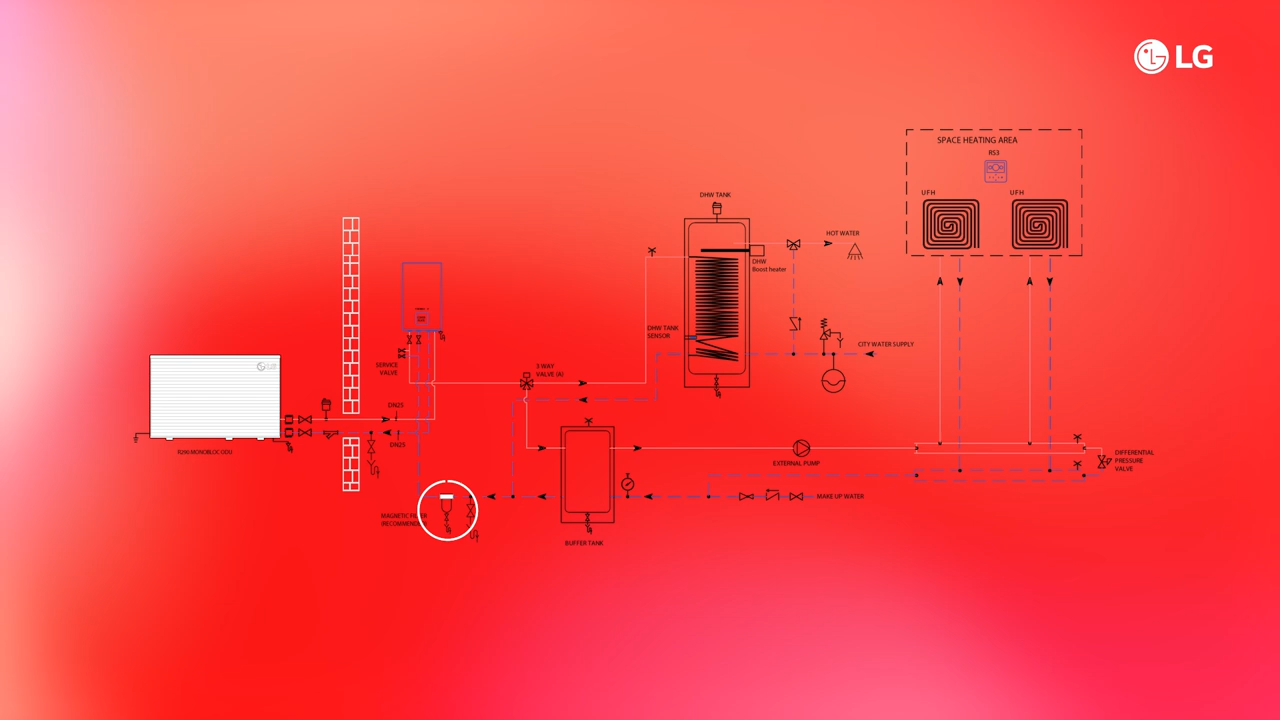 LG
SPACE HEATING AREA
RS3
UFH
UFH
DHW TANK
HOT WATER
DHW
Boost heater
DHW TANK
SENSOR
CITY WATER SUPPLY
SERVICE
VALVE
3 WAY
VALVE (A)
LG
DN25
DN25
R290 MONOBLOC ODU
EXTERNAL PUMP
DIFFERENTIAL
PRESSURE
VALVE
MAKE UP WATER
MAGNETIC FILTER
(RECOMMENDED)
BUFFER TANK